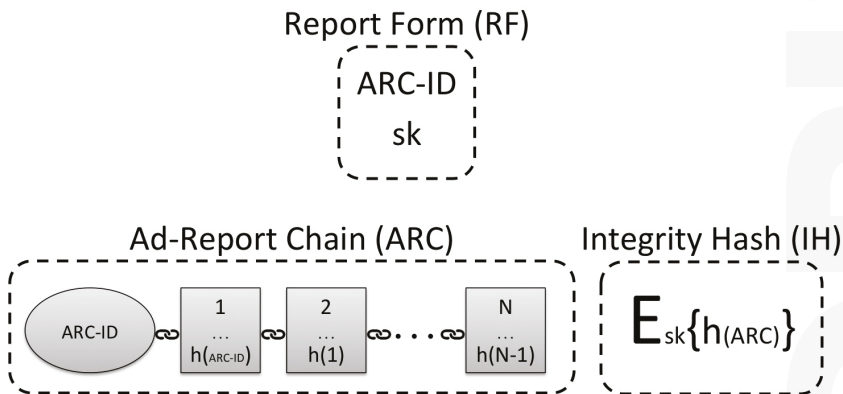 Report Form (RF)
ARC-ID
sk
Ad-Report Chain (ARC)
Integrity Hash (IH)
ARC-ID
1
...
h(ARC-ID)
2
...
h(1)
...
N
...
h(N-1)
Esk{h(ARC)}